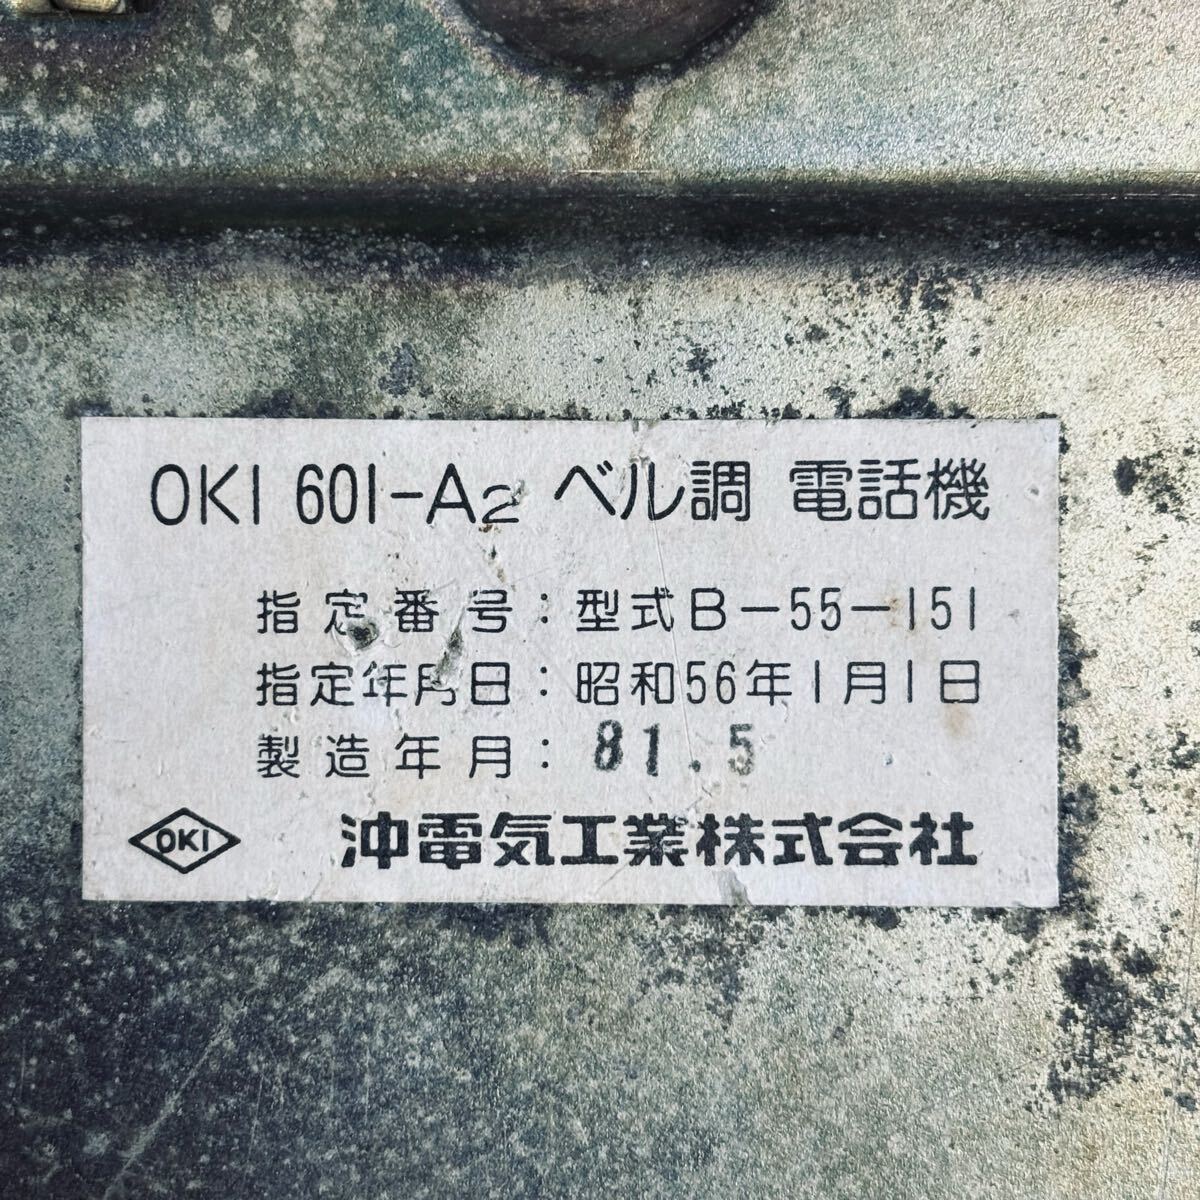 OKI 601-A2 ベル調 電話機
指定番号：型式B-55-151
指定年月日：昭和56年1月1日
製造年月：81.5
OKI 沖電気工業株式会社